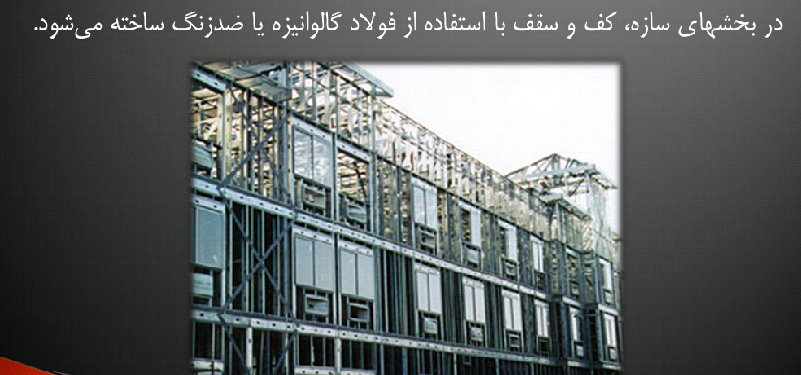 در بخشهای سازه، کف و سقف با استفاده از فولاد گالوانیزه یا ضدزنگ ساخته می‌شود.